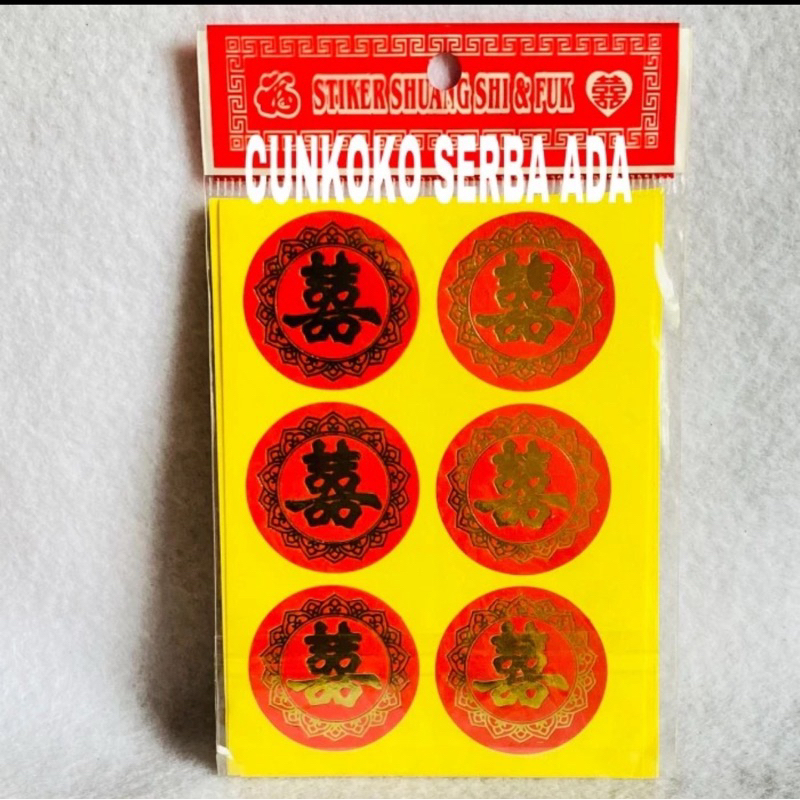 福 STIKER SHUANG SHI & FUK 囍
CUNKOKO SERBA ADA
囍 囍
囍 囍
囍 囍